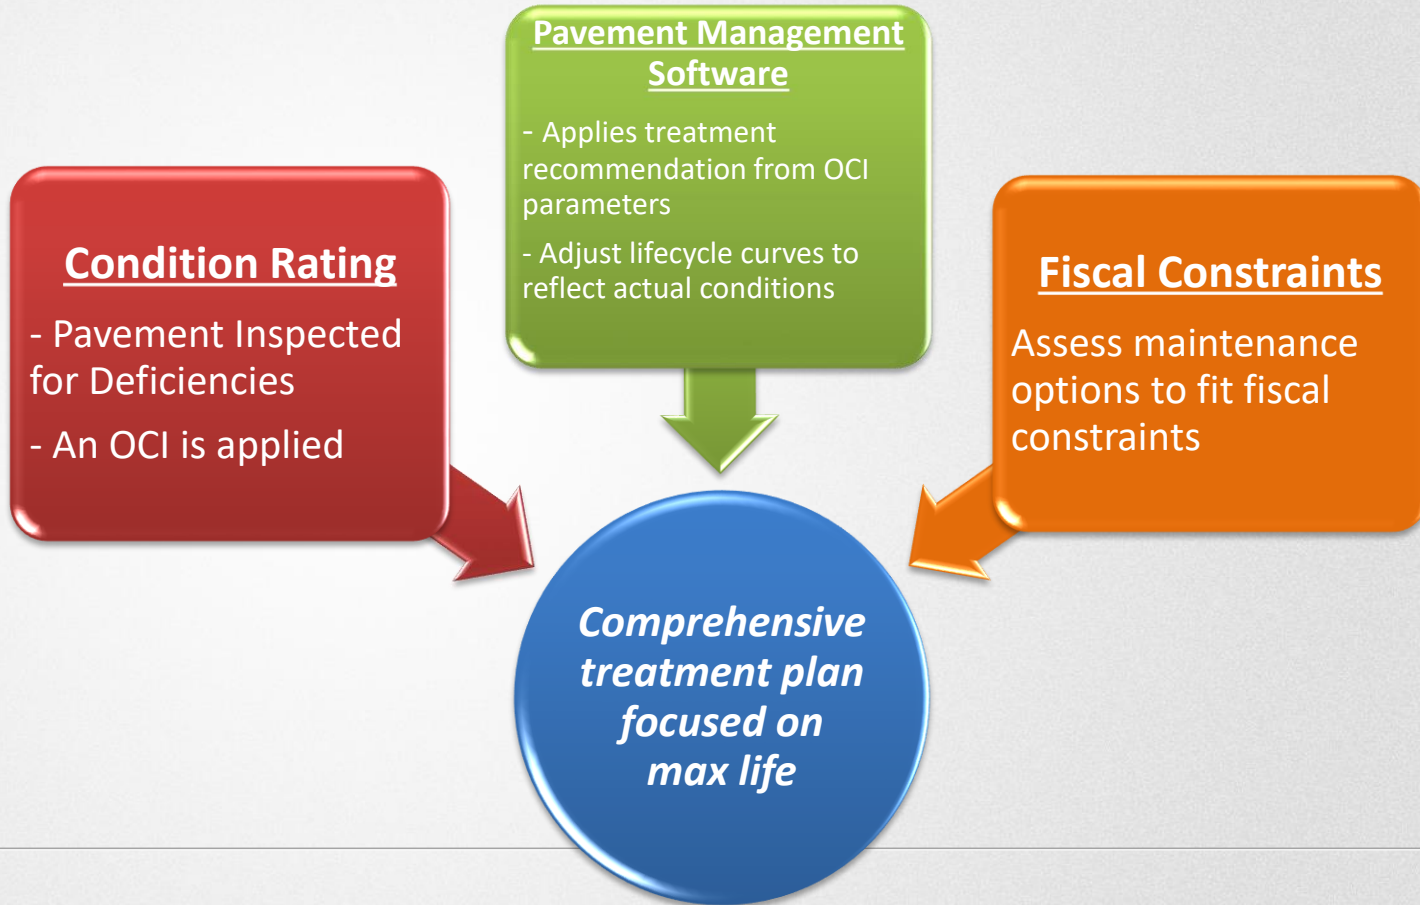 Condition Rating
- Pavement Inspected
for Deficiencies
- An OCI is applied
Pavement Management
Software
- Applies treatment
recommendation from OCI
parameters
- Adjust lifecycle curves to
reflect actual conditions
Fiscal Constraints
Assess maintenance
options to fit fiscal
constraints
Comprehensive
treatment plan
focused on
max life